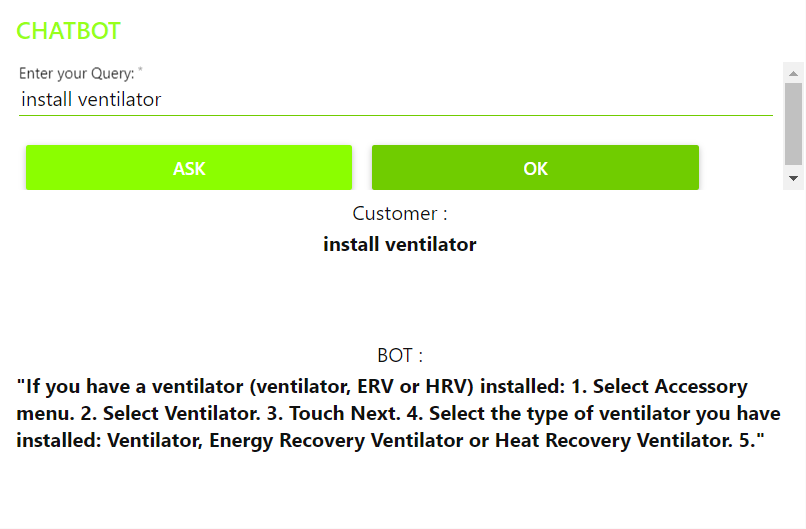 CHATBOT
Enter your Query: *
install ventilator
ASK
OK
Customer :
install ventilator
BOT :
"If you have a ventilator (ventilator, ERV or HRV) installed: 1. Select Accessory
menu. 2. Select Ventilator. 3. Touch Next. 4. Select the type of ventilator you have
installed: Ventilator, Energy Recovery Ventilator or Heat Recovery Ventilator. 5."